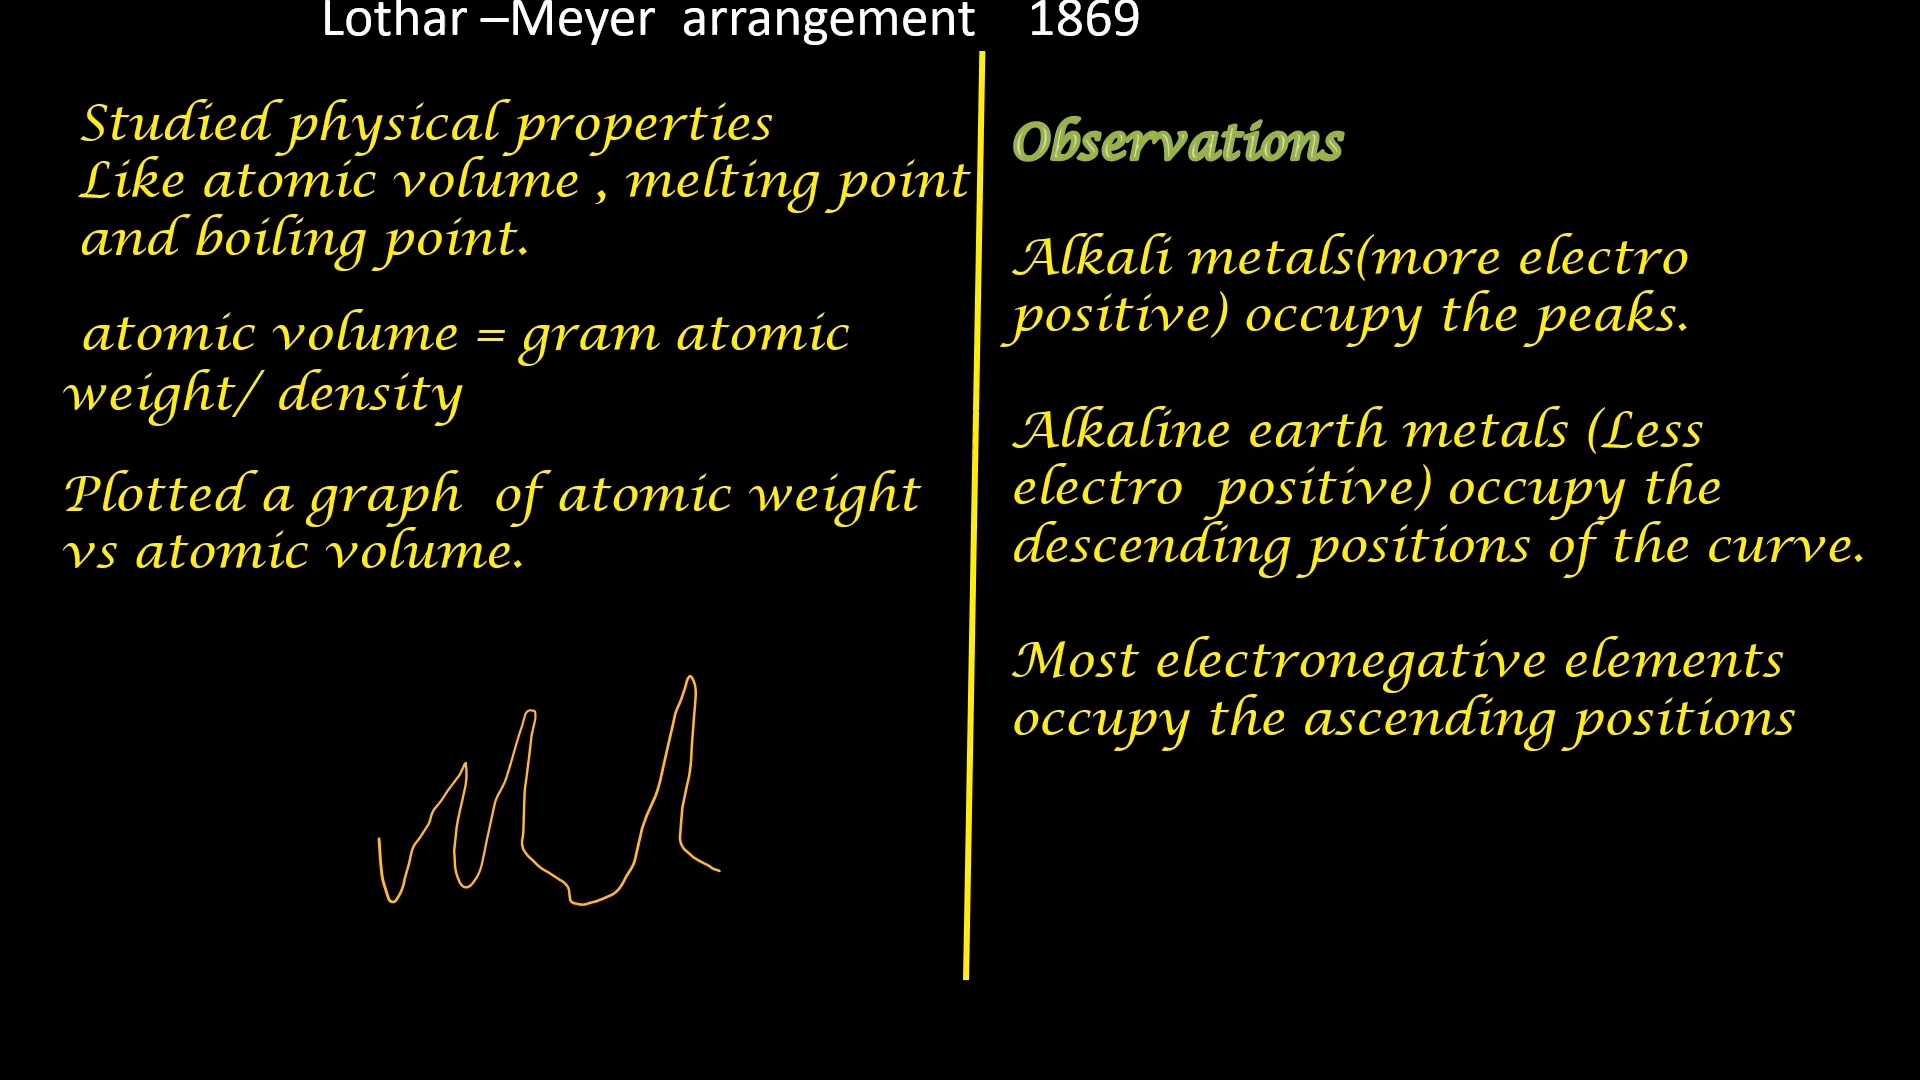 Lothar –Meyer arrangement 1869
Studied physical properties
Like atomic volume , melting point
and boiling point.
atomic volume = gram atomic
weight/ density
Plotted a graph of atomic weight
vs atomic volume.
Observations
Alkali metals(more electro
positive) occupy the peaks.
Alkaline earth metals (Less
electro positive) occupy the
descending positions of the curve.
Most electronegative elements
occupy the ascending positions